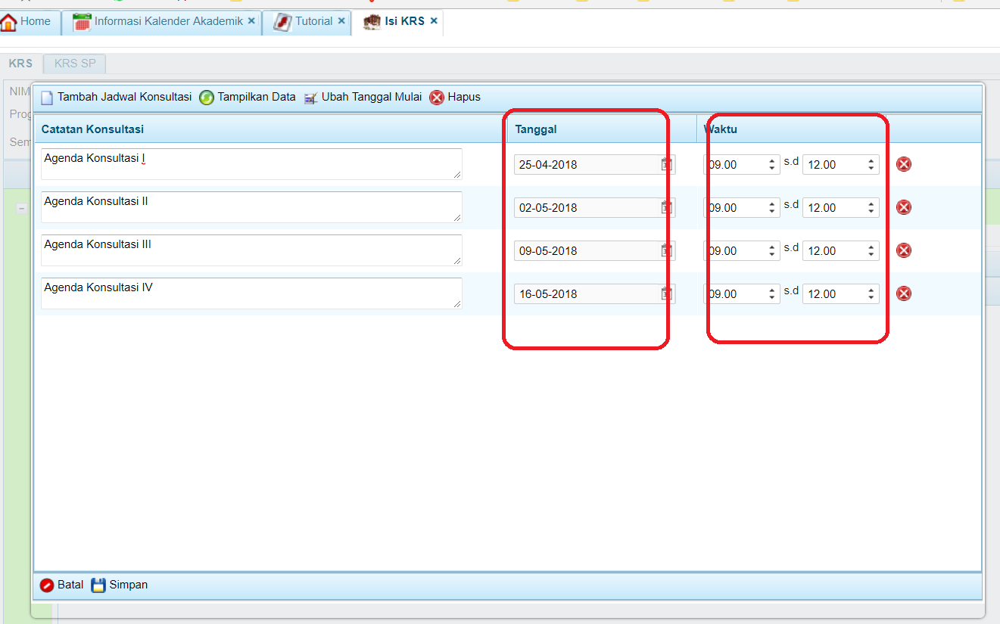 Home Informasi Kalender Akademik Tutorial Isi KRS
KRS KRS SP
NIM
Prog
Sem
Tambah Jadwal Konsultasi Tampilkan Data Ubah Tanggal Mulai Hapus
Catatan Konsultasi Tanggal Waktu
Agenda Konsultasi I 25-04-2018 09.00 s.d 12.00
Agenda Konsultasi II 02-05-2018 09.00 s.d 12.00
Agenda Konsultasi III 09-05-2018 09.00 s.d 12.00
Agenda Konsultasi IV 16-05-2018 09.00 s.d 12.00
Batal Simpan